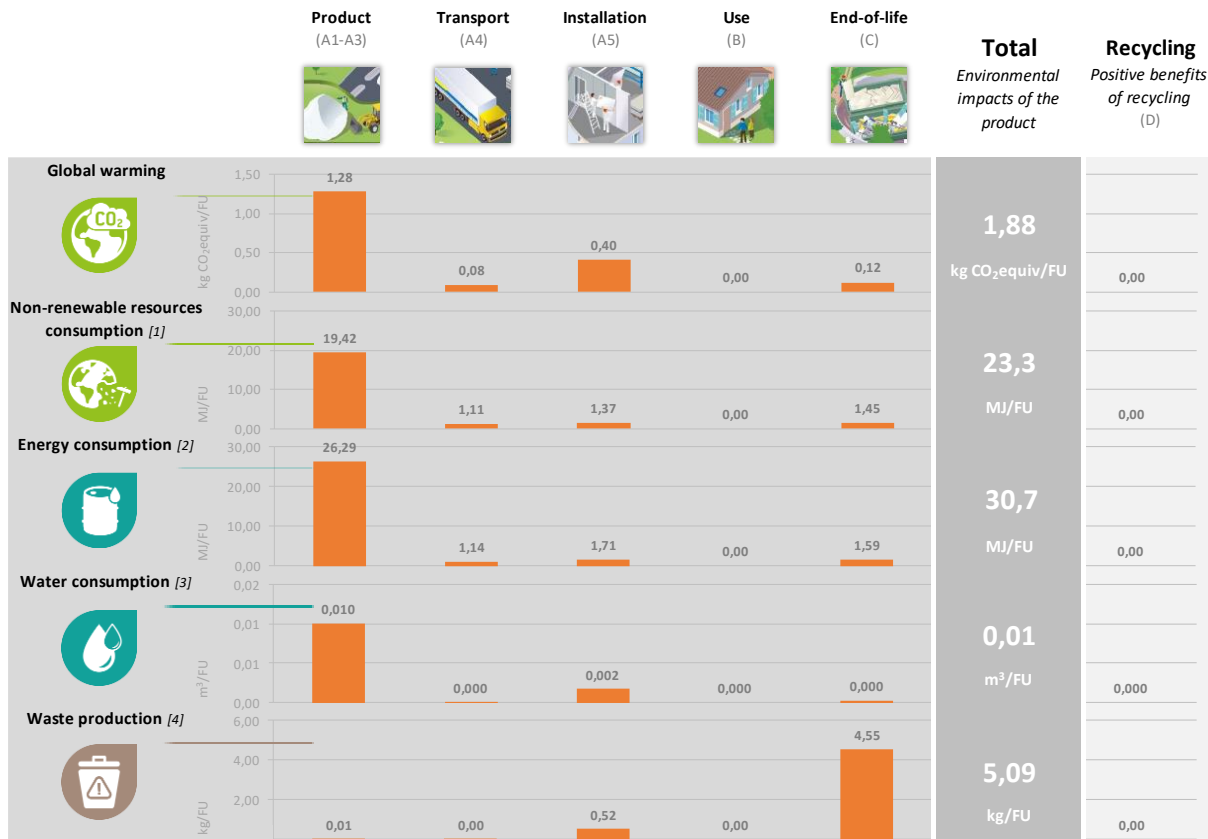 Product
(A1-A3)
Transport
(A4)
Installation
(A5)
Use
(B)
End-of-life
(C)
Total
Environmental
impacts of the
product
Recycling
Positive benefits
of recycling
(D)
Global warming
CO₂
kg CO₂equiv/FU
1,50
1,00
0,50
0,00
1,28
0,08
0,40
0,00
0,12
1,88
kg CO₂equiv/FU
0,00
Non-renewable resources
consumption [1]
MJ/FU
30,00
20,00
10,00
0,00
19,42
1,11
1,37
0,00
1,45
23,3
MJ/FU
0,00
Energy consumption [2]
MJ/FU
30,00
20,00
10,00
0,00
26,29
1,14
1,71
0,00
1,59
30,7
MJ/FU
0,00
Water consumption [3]
m³/FU
0,02
0,01
0,01
0,00
0,010
0,000
0,002
0,000
0,000
0,01
m³/FU
0,000
Waste production [4]
kg/FU
6,00
4,00
2,00
0,01
0,00
0,52
0,00
4,55
5,09
kg/FU
0,00